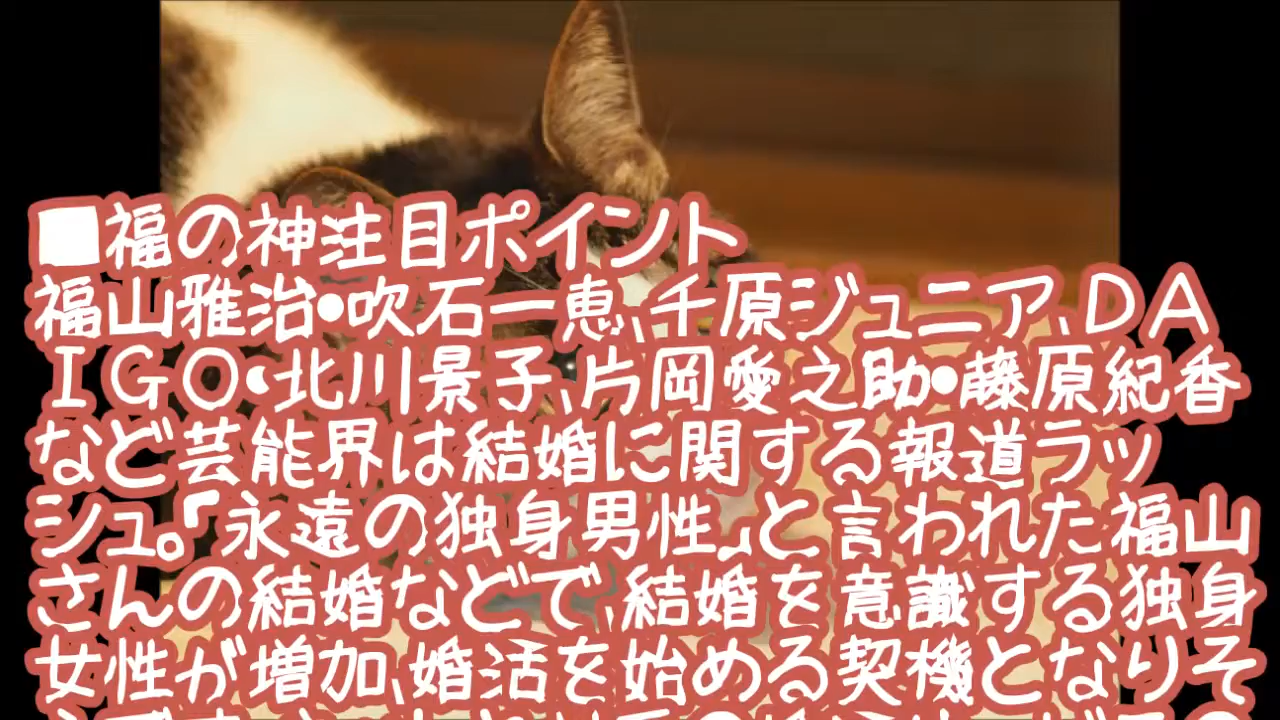 ■福の神注目ポイント
福山雅治・吹石一恵、千原ジュニア、DA
IGO・北川景子、片岡愛之助・藤原紀香
など芸能界は結婚に関する報道ラッ
シュ。「永遠の独身男性」と言われた福山
さんの結婚などで、結婚を意識する独身
女性が増加、婚活を始める契機となりそ